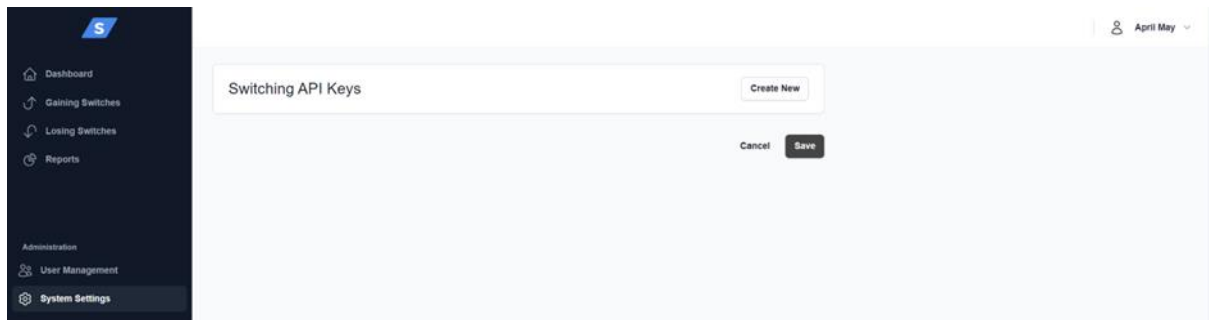 S
April May
Dashboard
Gaining Switches
Losing Switches
Reports
Administration
User Management
System Settings
Switching API Keys
Create New
Cancel
Save